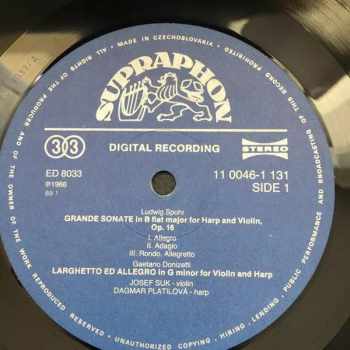 MADE IN CZECHOSLOVAKIA
ALL RIGHTS OF THE PRODUCER AND OF THE OWNER OF THE WORK REPRODUCED RESERVED
UNAUTHORIZED COPYING, HIRING, LENDING, PUBLIC PERFORMANCE AND BROADCASTING OF THIS RECORD PROHIBITED
SUPRAPHON
33
DIGITAL RECORDING
STEREO
ED 8033
℗1986
11 0046-1 131
SIDE 1
Ludwig Spohr
GRANDE SONATE in B flat major for Harp and Violin,
Op. 16
I. Allegro
II. Adagio
III. Rondo. Allegretto
Gaetano Donizetti
LARGHETTO ED ALLEGRO in G minor for Violin and Harp
JOSEF SUK - violin
DAGMAR PLATILOVÁ - harp